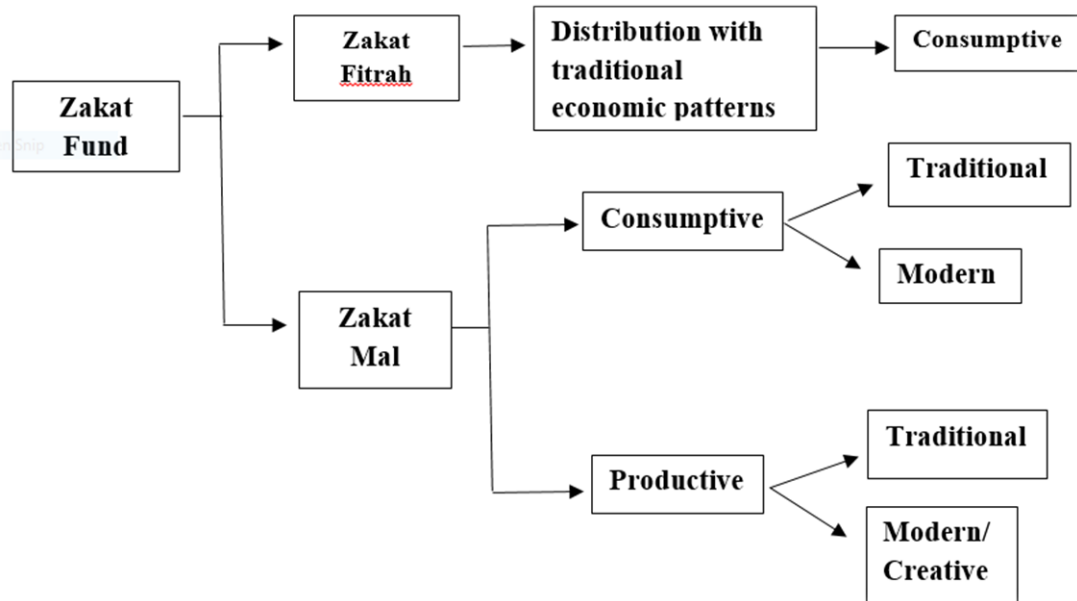 Zakat
Fund
Zakat
Fitrah
Distribution with
traditional
economic patterns
Consumptive
Zakat
Mal
Consumptive
Traditional
Modern
Productive
Traditional
Modern/
Creative